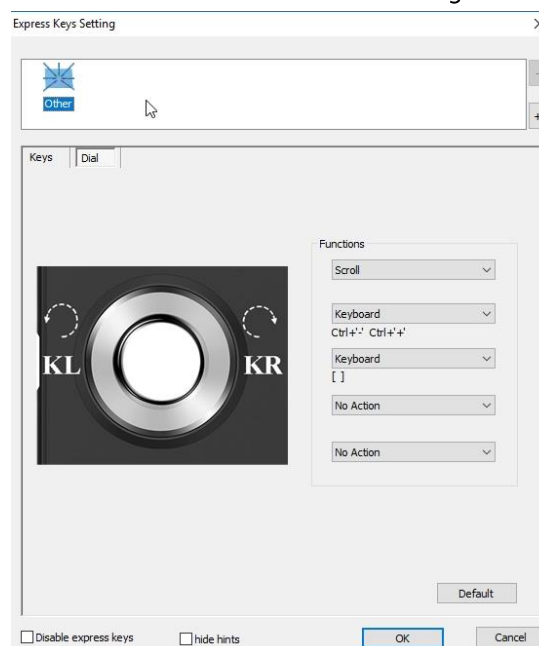 Express Keys Setting
Other
+
Keys
Dial
Functions
Scroll
Keyboard
Ctrl+'-' Ctrl+'+'
Keyboard
[ ]
No Action
No Action
KL
KR
Default
Disable express keys
hide hints
OK
Cancel